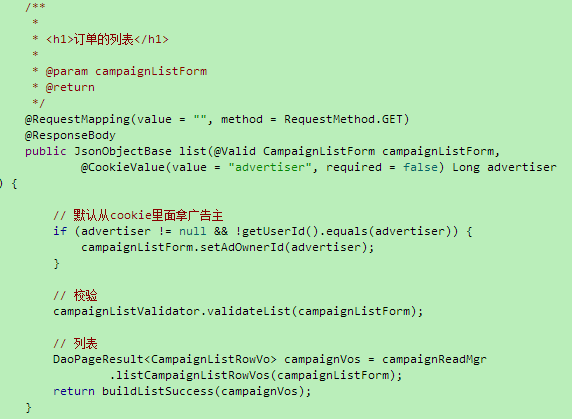 /**
 *
 * <h1>订单的列表</h1>
 *
 * @param campaignListForm
 * @return
 */
@RequestMapping(value = "", method = RequestMethod.GET)
@ResponseBody
public JsonObjectBase list(@Valid CampaignListForm campaignListForm,
        @CookieValue(value = "advertiser", required = false) Long advertiser
) {

    // 默认从cookie里面拿广告主
    if (advertiser != null && !getUserId().equals(advertiser)) {
        campaignListForm.setAdOwnerId(advertiser);
    }

    // 校验
    campaignListValidator.validateList(campaignListForm);

    // 列表
    DaoPageResult<CampaignListRowVo> campaignVos = campaignReadMgr
            .listCampaignListRowVos(campaignListForm);
    return buildListSuccess(campaignVos);
}